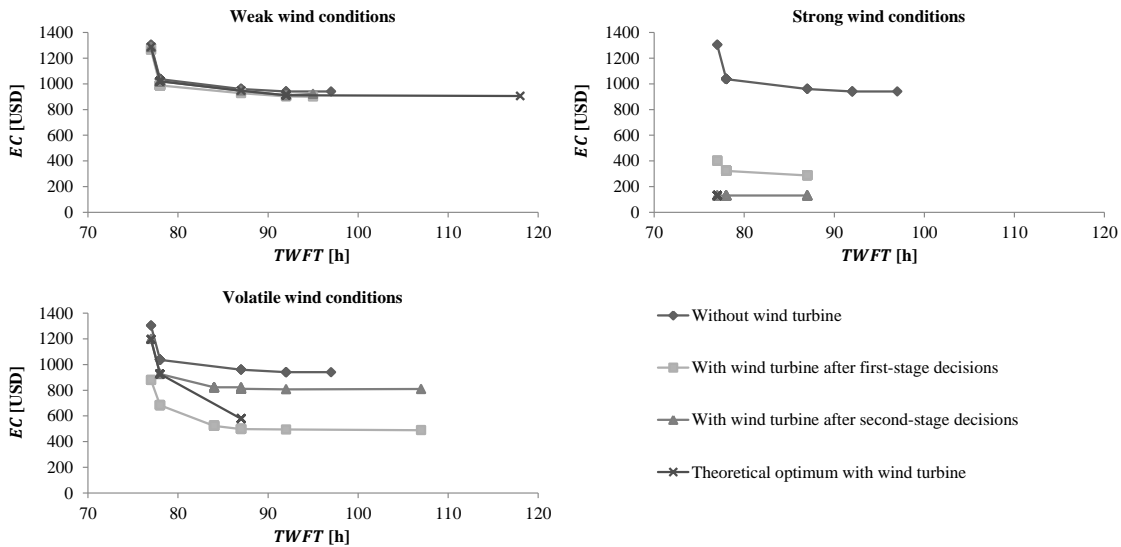 Weak wind conditions
1400
1200
1000
800
600
400
200
0
EC [USD]
70 80 90 100 110 120
TWFT [h]
Strong wind conditions
1400
1200
1000
800
600
400
200
0
EC [USD]
70 80 90 100 110 120
TWFT [h]
Volatile wind conditions
1400
1200
1000
800
600
400
200
0
EC [USD]
70 80 90 100 110 120
TWFT [h]
Without wind turbine
With wind turbine after first-stage decisions
With wind turbine after second-stage decisions
Theoretical optimum with wind turbine